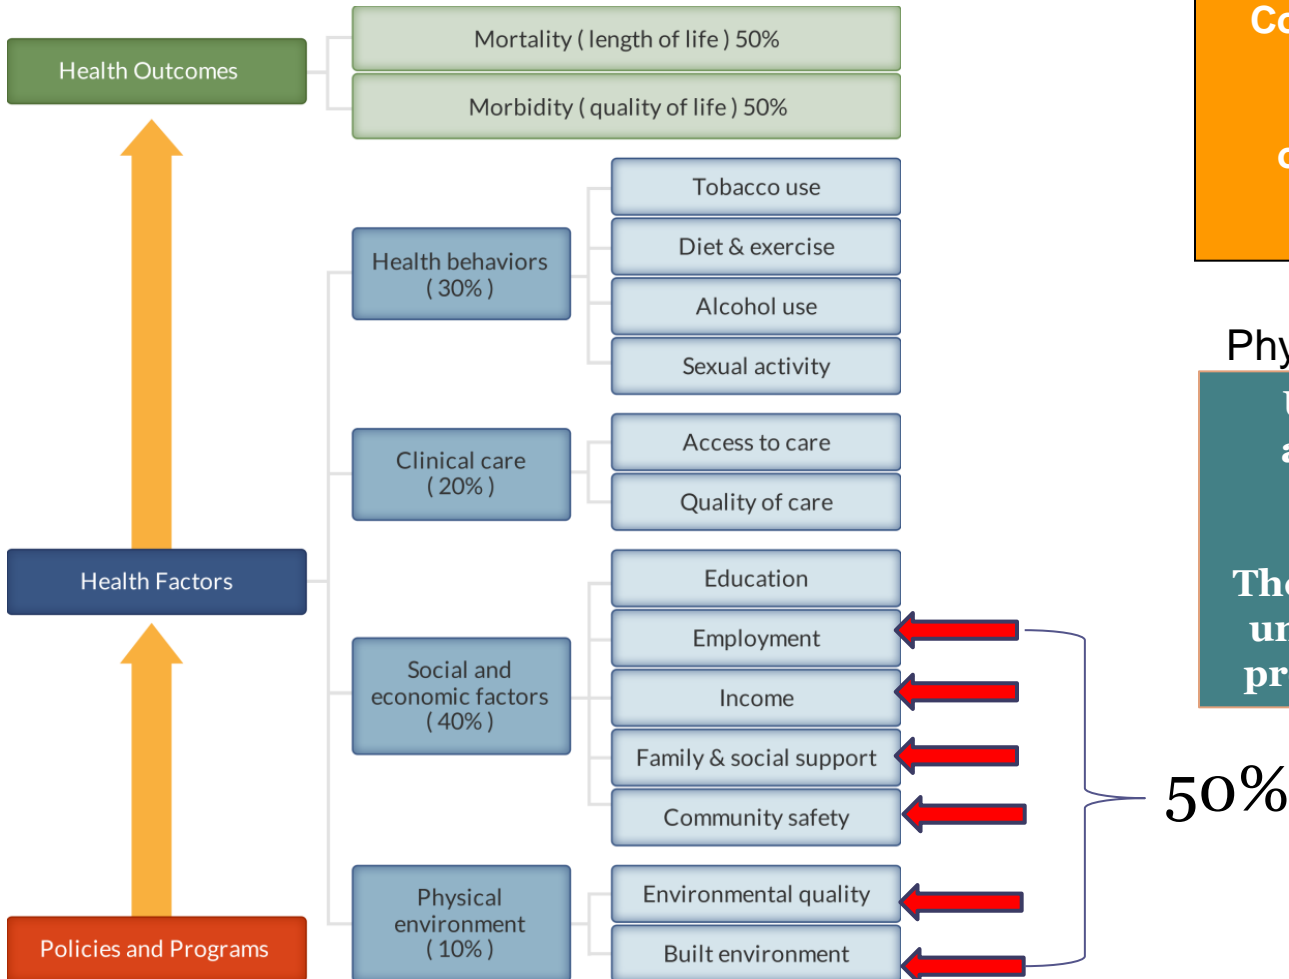 Health Outcomes
Mortality ( length of life ) 50%
Morbidity ( quality of life ) 50%
Health behaviors
( 30% )
Tobacco use
Diet & exercise
Alcohol use
Sexual activity
Clinical care
( 20% )
Access to care
Quality of care
Health Factors
Social and
economic factors
( 40% )
Education
Employment
Income
Family & social support
Community safety
Physical
environment
( 10% )
Environmental quality
Built environment
Policies and Programs
50%